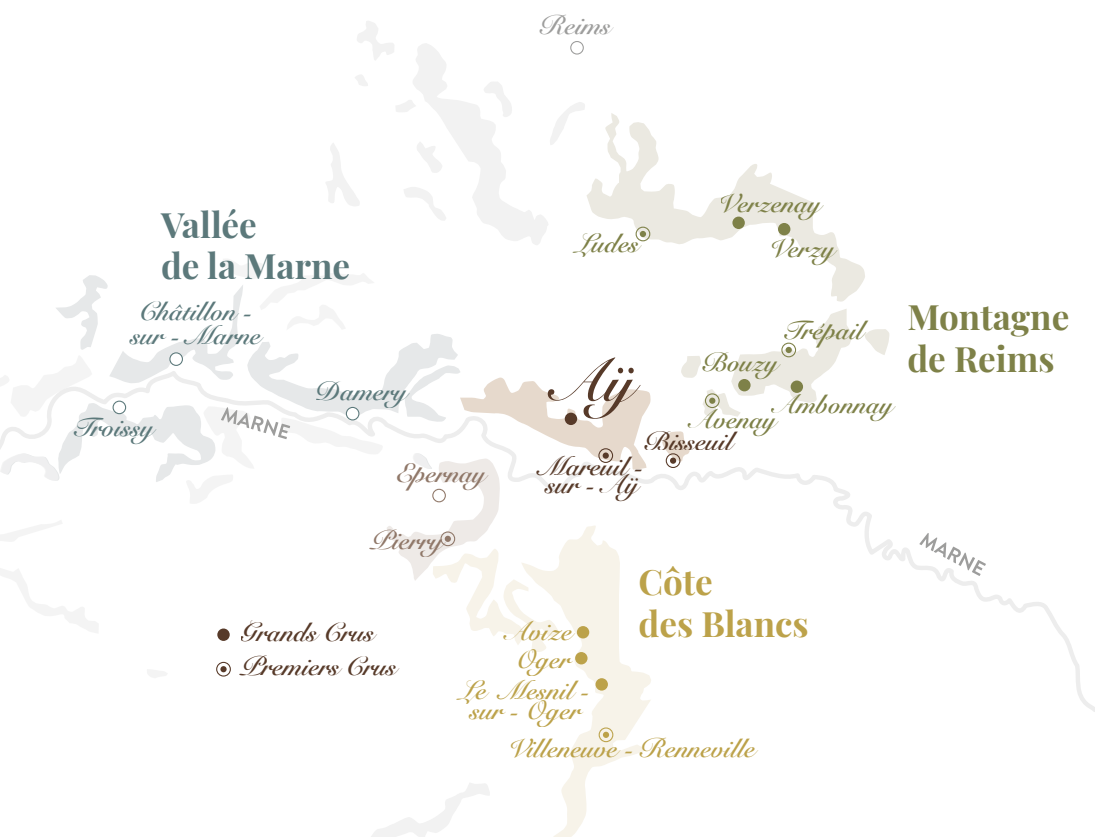 Reims
Verzenay
Verzy
Ludes
Vallée
de la Marne
Châtillon -
sur - Marne
Montagne
de Reims
Trépail
Bouzy
Aÿ
Damery
Ambonnay
Avenay
Troissy
MARNE
Bisseuil
Mareuil -
sur - Aÿ
Epernay
Pierry
MARNE
Côte
des Blancs
Grands Crus
Premiers Crus
Avize
Oger
Le Mesnil -
sur - Oger
Villeneuve - Renneville